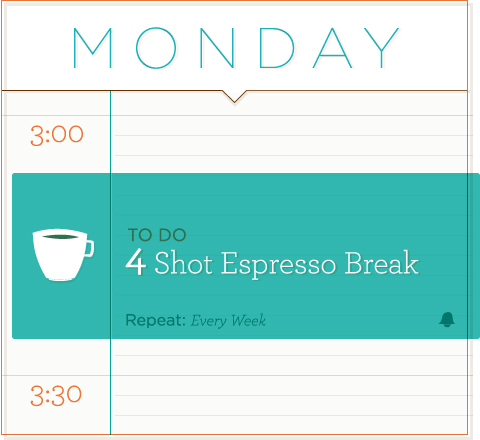 MONDAY
3:00
TO DO
4 Shot Espresso Break
Repeat: Every Week
3:30